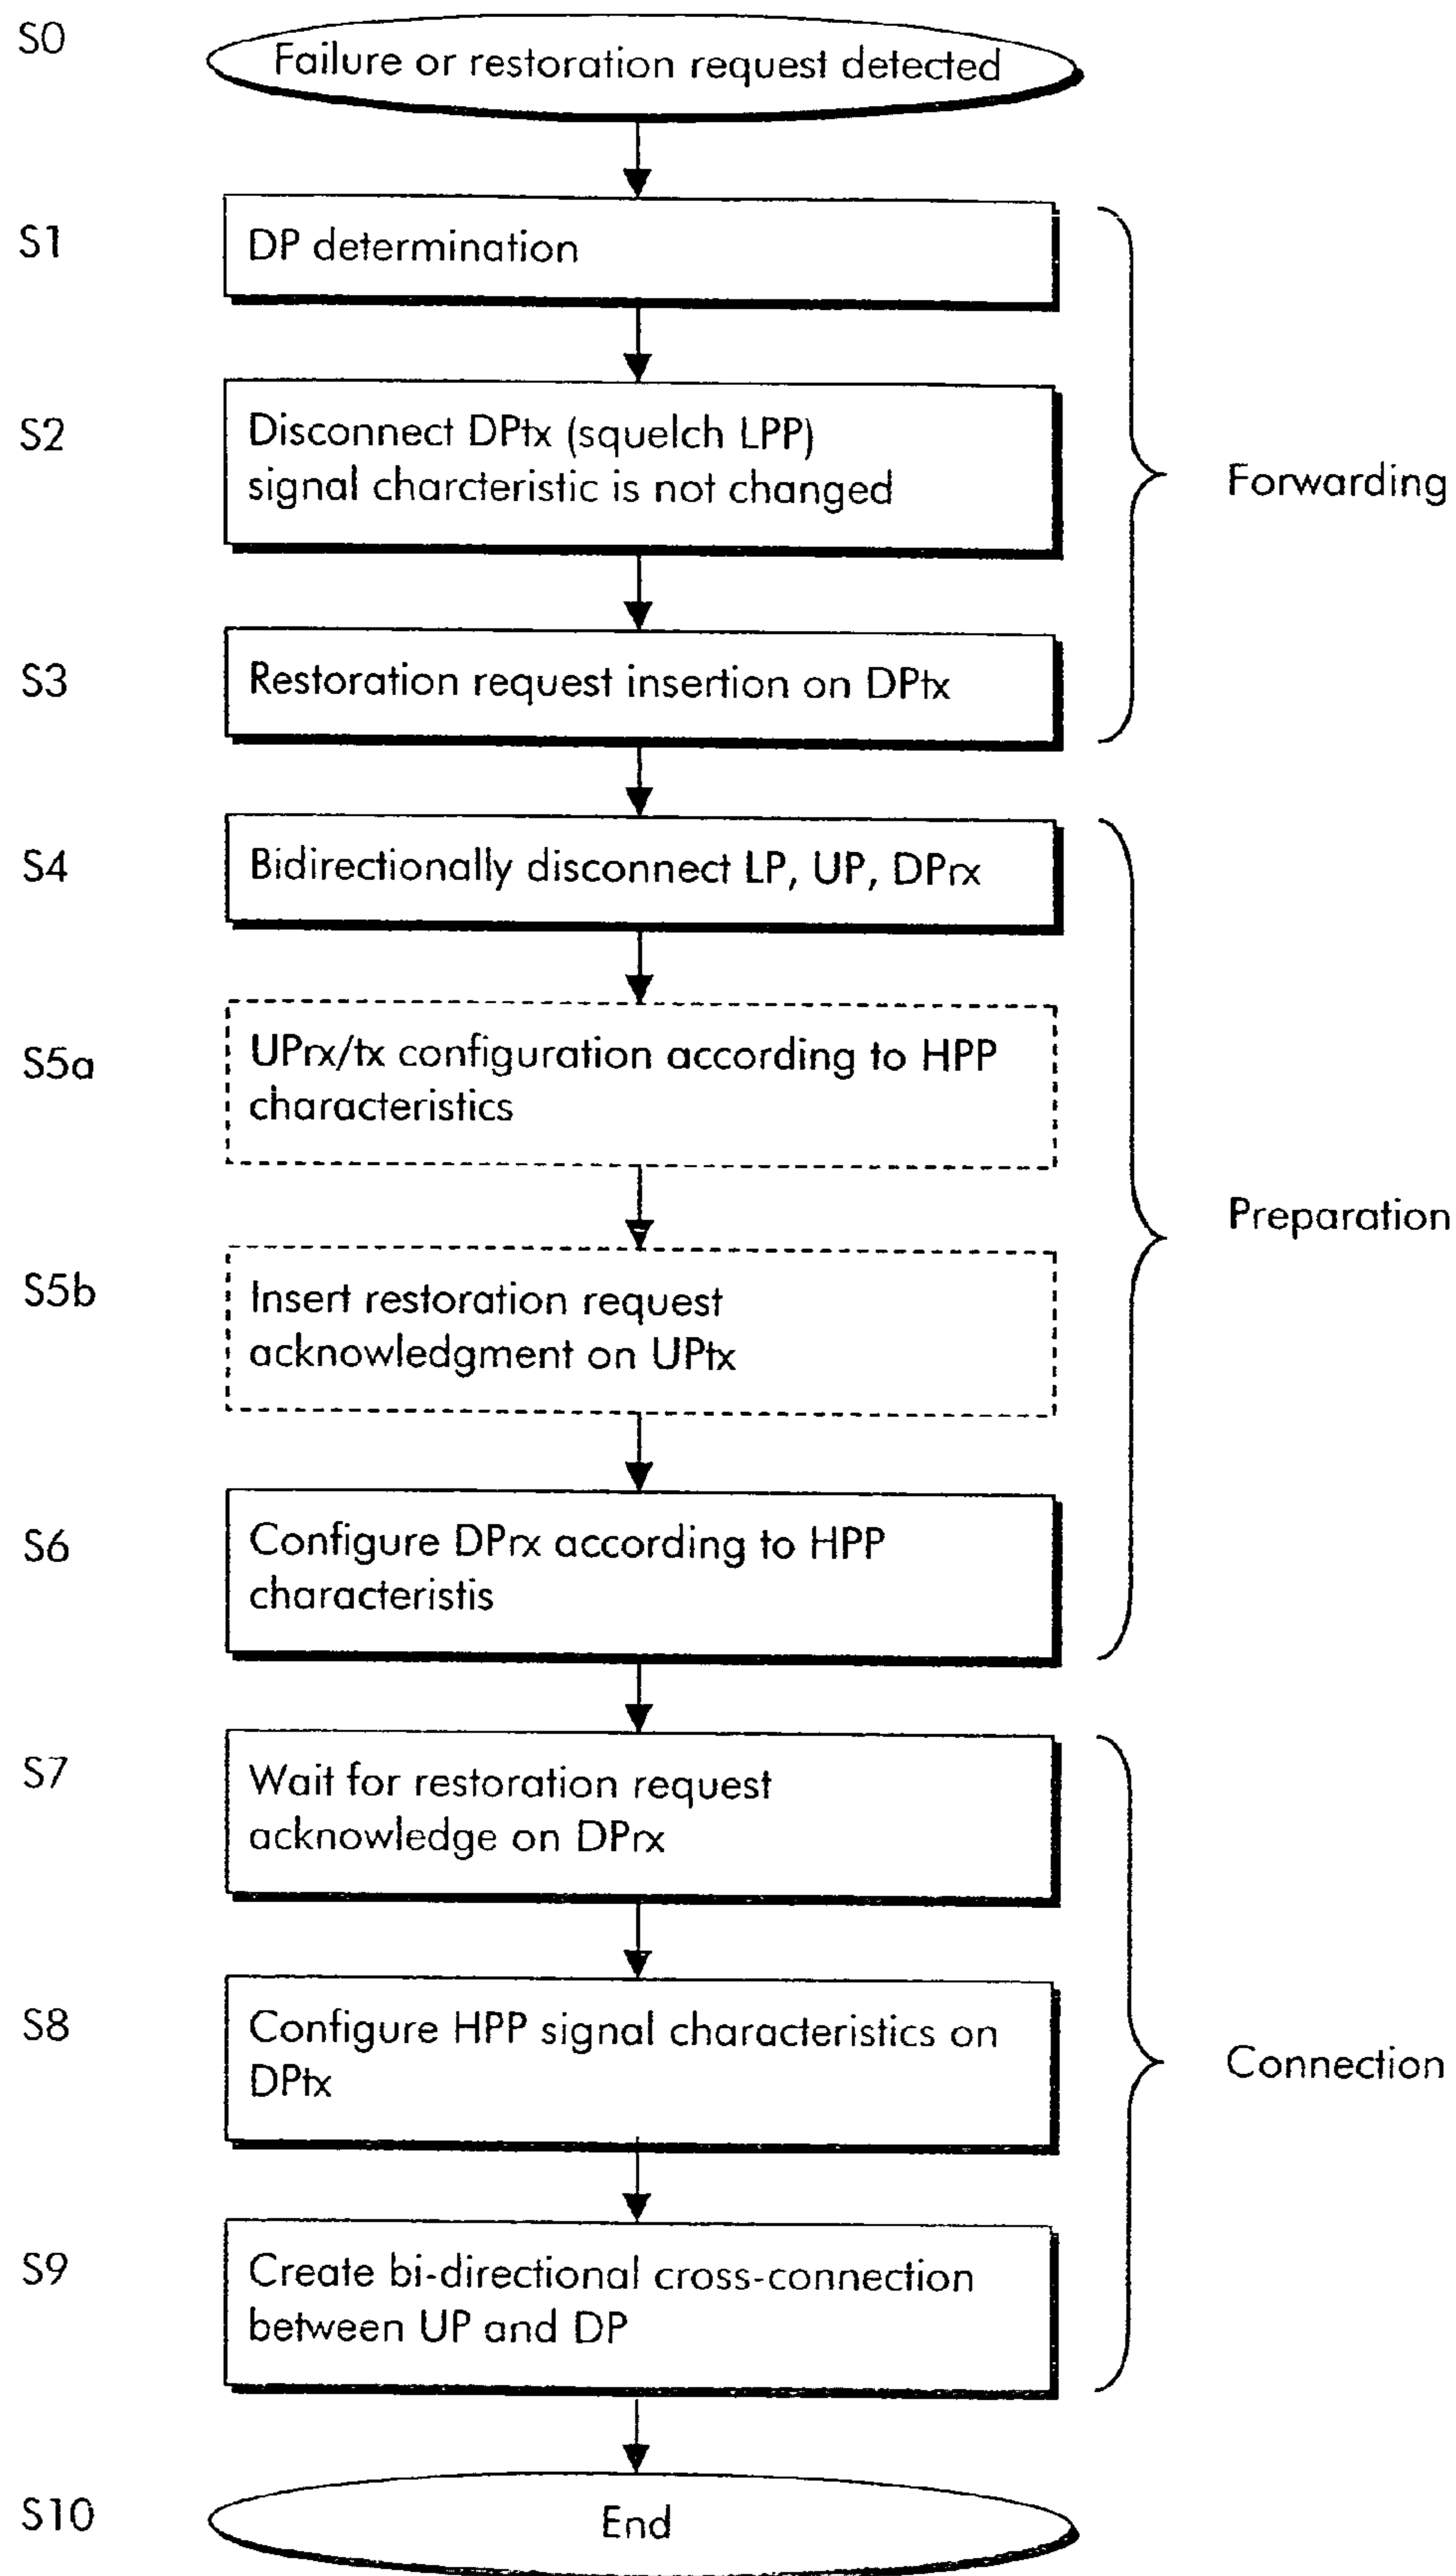 S0
Failure or restoration request detected
S1
DP determination
S2
Disconnect DPtx (squelch LPP)
signal charcteristic is not changed
Forwarding
S3
Restoration request insertion on DPtx
S4
Bidirectionally disconnect LP, UP, DPrx
S5a
UPrx/tx configuration according to HPP
characteristics
Preparation
S5b
Insert restoration request
acknowledgment on UPtx
S6
Configure DPrx according to HPP
characteristis
S7
Wait for restoration request
acknowledge on DPrx
S8
Configure HPP signal characteristics on
DPtx
Connection
S9
Create bi-directional cross-connection
between UP and DP
S10
End